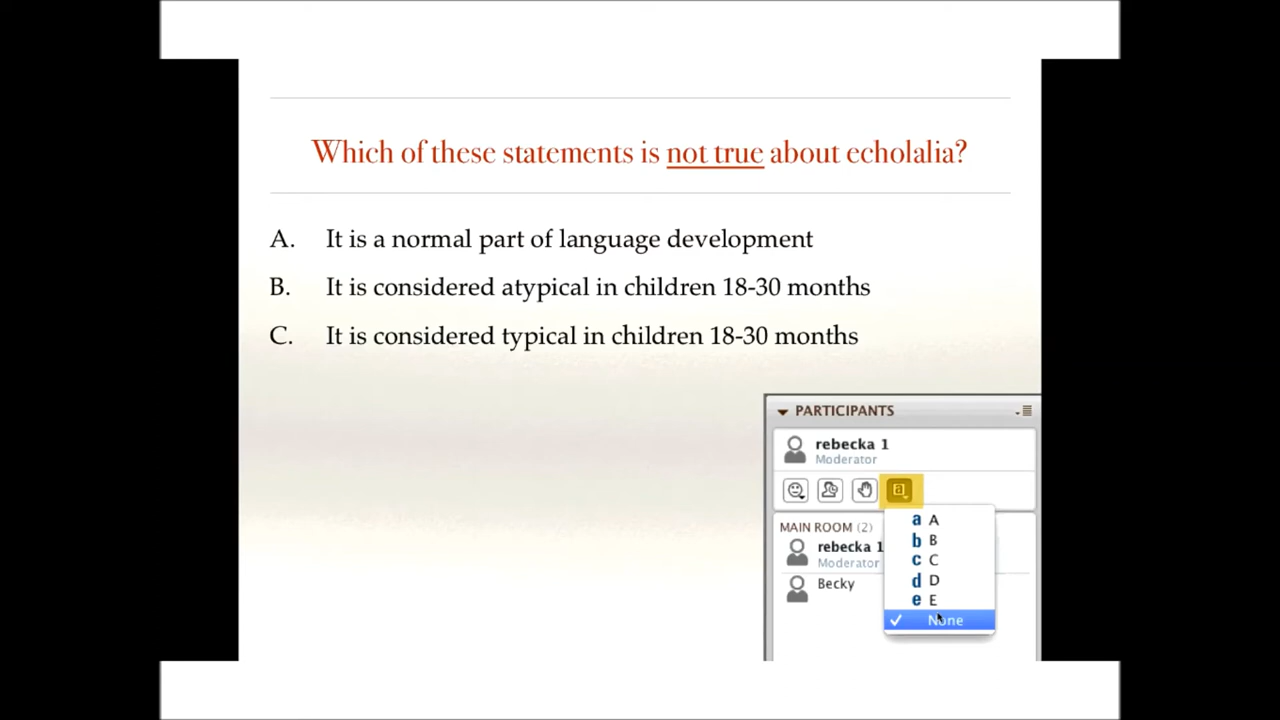 Which of these statements is not true about echolalia?
A. It is a normal part of language development
B. It is considered atypical in children 18-30 months
C. It is considered typical in children 18-30 months
PARTICIPANTS
rebecka 1
Moderator
a
MAIN ROOM (2)
rebecka 1
Moderator
Becky
a A
b B
c C
d D
e E
None